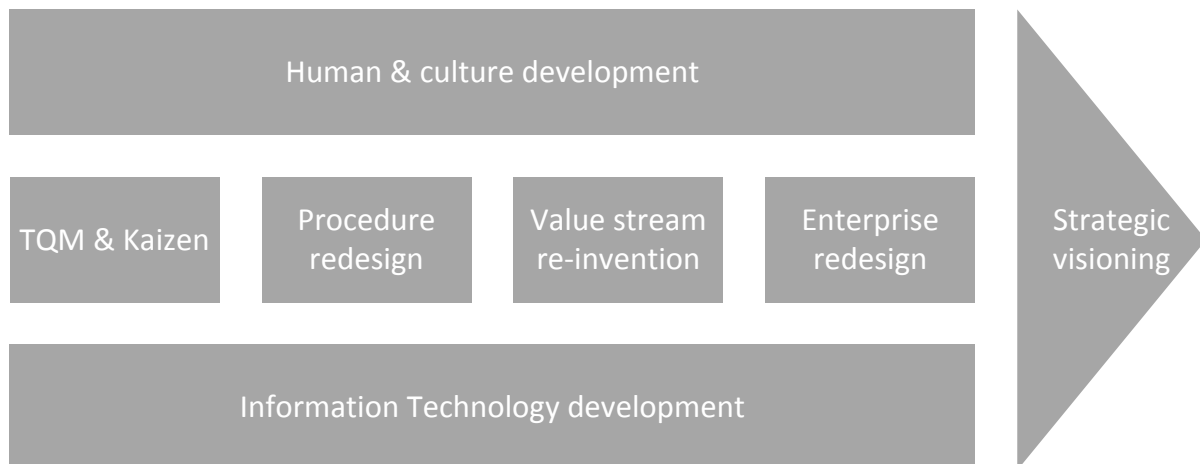 Human & culture development
TQM & Kaizen
Procedure
redesign
Value stream
re-invention
Enterprise
redesign
Strategic
visioning
Information Technology development